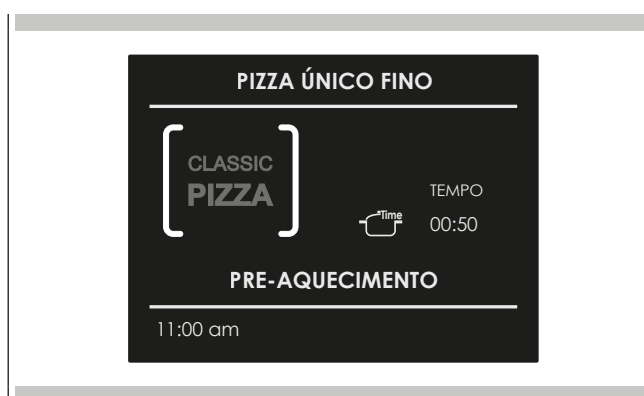 PIZZA ÚNICO FINO
CLASSIC
PIZZA
TEMPO
Time
00:50
PRE-AQUECIMENTO
11:00 am